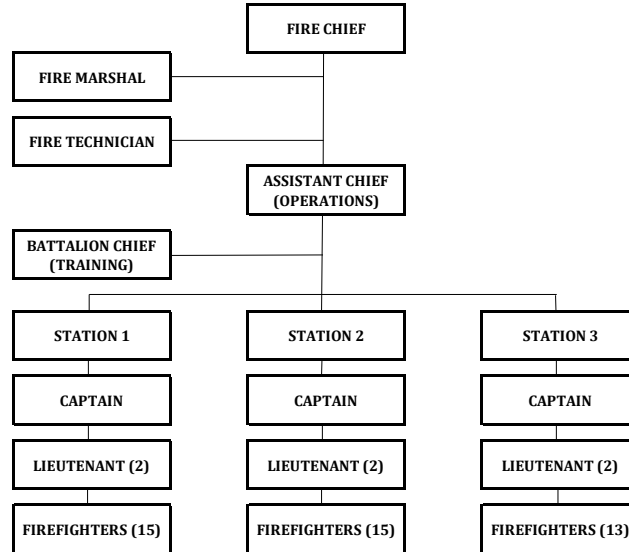 FIRE CHIEF
FIRE MARSHAL
FIRE TECHNICIAN
ASSISTANT CHIEF
(OPERATIONS)
BATTALION CHIEF
(TRAINING)
STATION 1
STATION 2
STATION 3
CAPTAIN
CAPTAIN
CAPTAIN
LIEUTENANT (2)
LIEUTENANT (2)
LIEUTENANT (2)
FIREFIGHTERS (15)
FIREFIGHTERS (15)
FIREFIGHTERS (13)